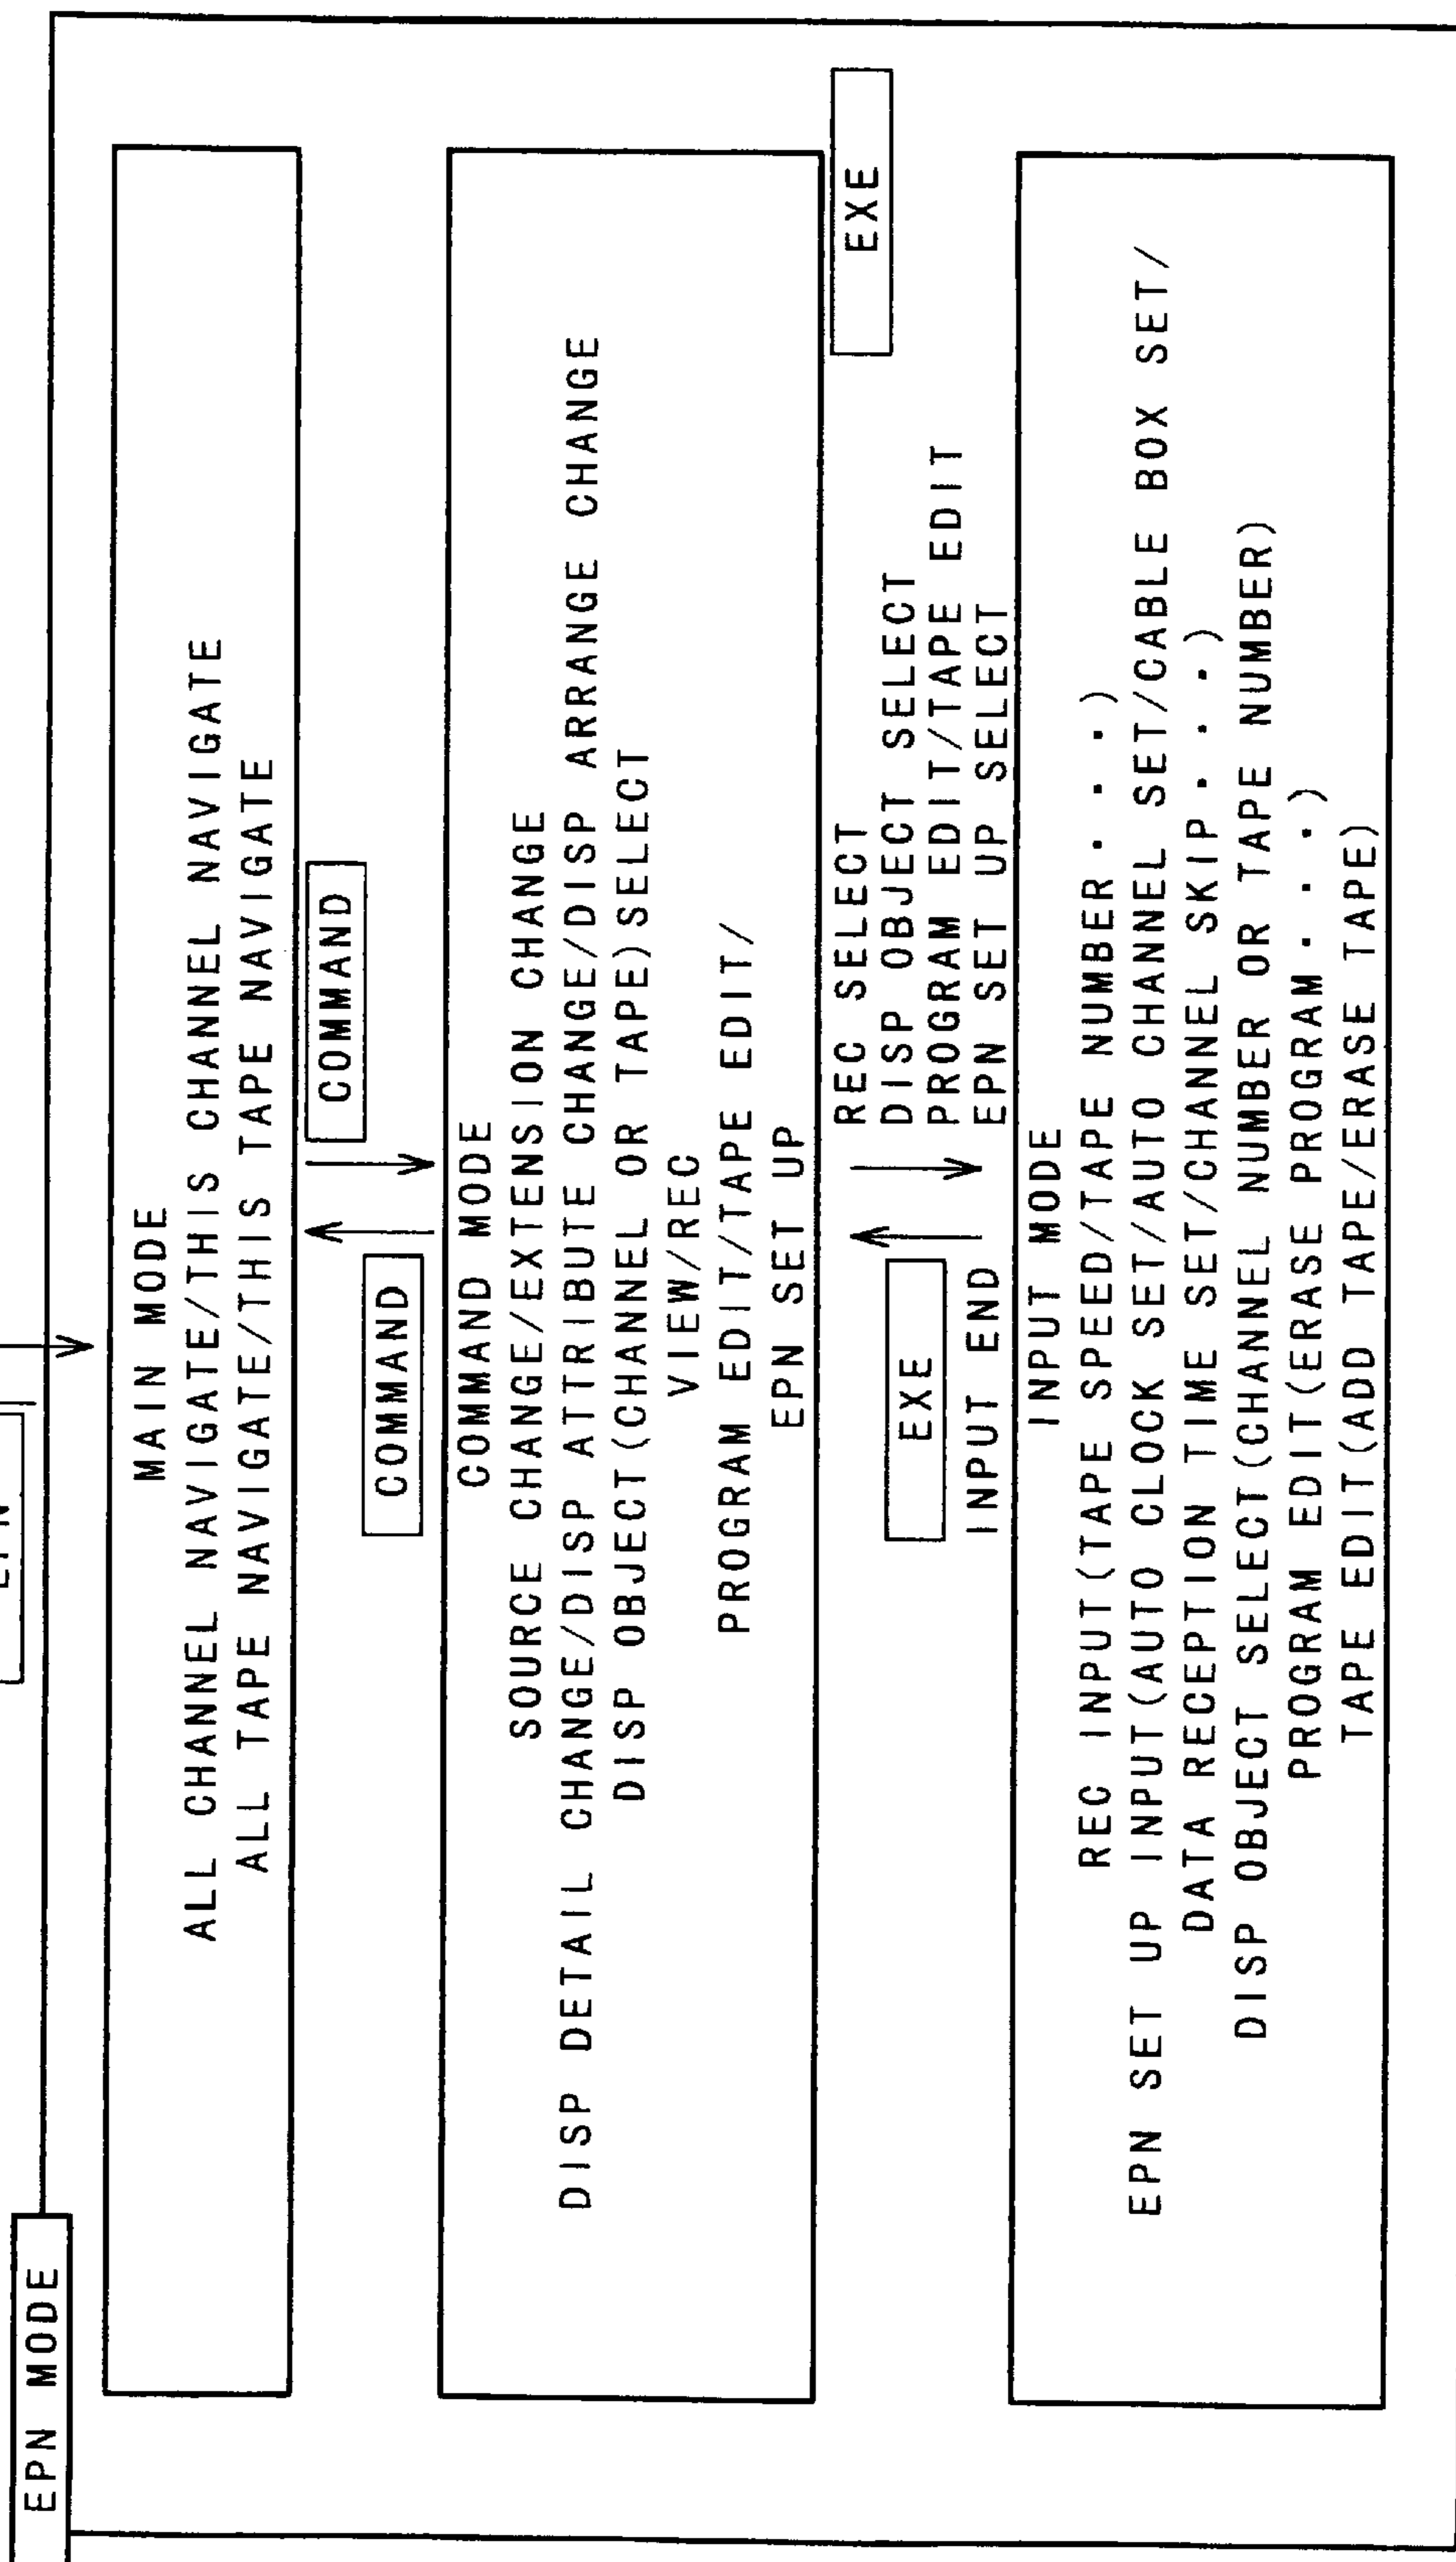 EPN MODE
MAIN MODE
ALL CHANNEL NAVIGATE/THIS CHANNEL NAVIGATE
ALL TAPE NAVIGATE/THIS TAPE NAVIGATE
COMMAND
COMMAND
COMMAND MODE
SOURCE CHANGE/EXTENSION CHANGE
DISP DETAIL CHANGE/DISP ATTRIBUTE CHANGE/DISP ARRANGE CHANGE
DISP OBJECT(CHANNEL OR TAPE)SELECT
VIEW/REC
PROGRAM EDIT/TAPE EDIT/
EPN SET UP
EXE
REC SELECT
DISP OBJECT SELECT
PROGRAM EDIT/TAPE EDIT
EPN SET UP SELECT
EXE
INPUT END
INPUT MODE
REC INPUT(TAPE SPEED/TAPE NUMBER...)
EPN SET UP INPUT(AUTO CLOCK SET/AUTO CHANNEL SET/CABLE BOX SET/
DATA RECEPTION TIME SET/CHANNEL SKIP...)
DISP OBJECT SELECT(CHANNEL NUMBER OR TAPE NUMBER)
PROGRAM EDIT(ERASE PROGRAM...)
TAPE EDIT(ADD TAPE/ERASE TAPE)